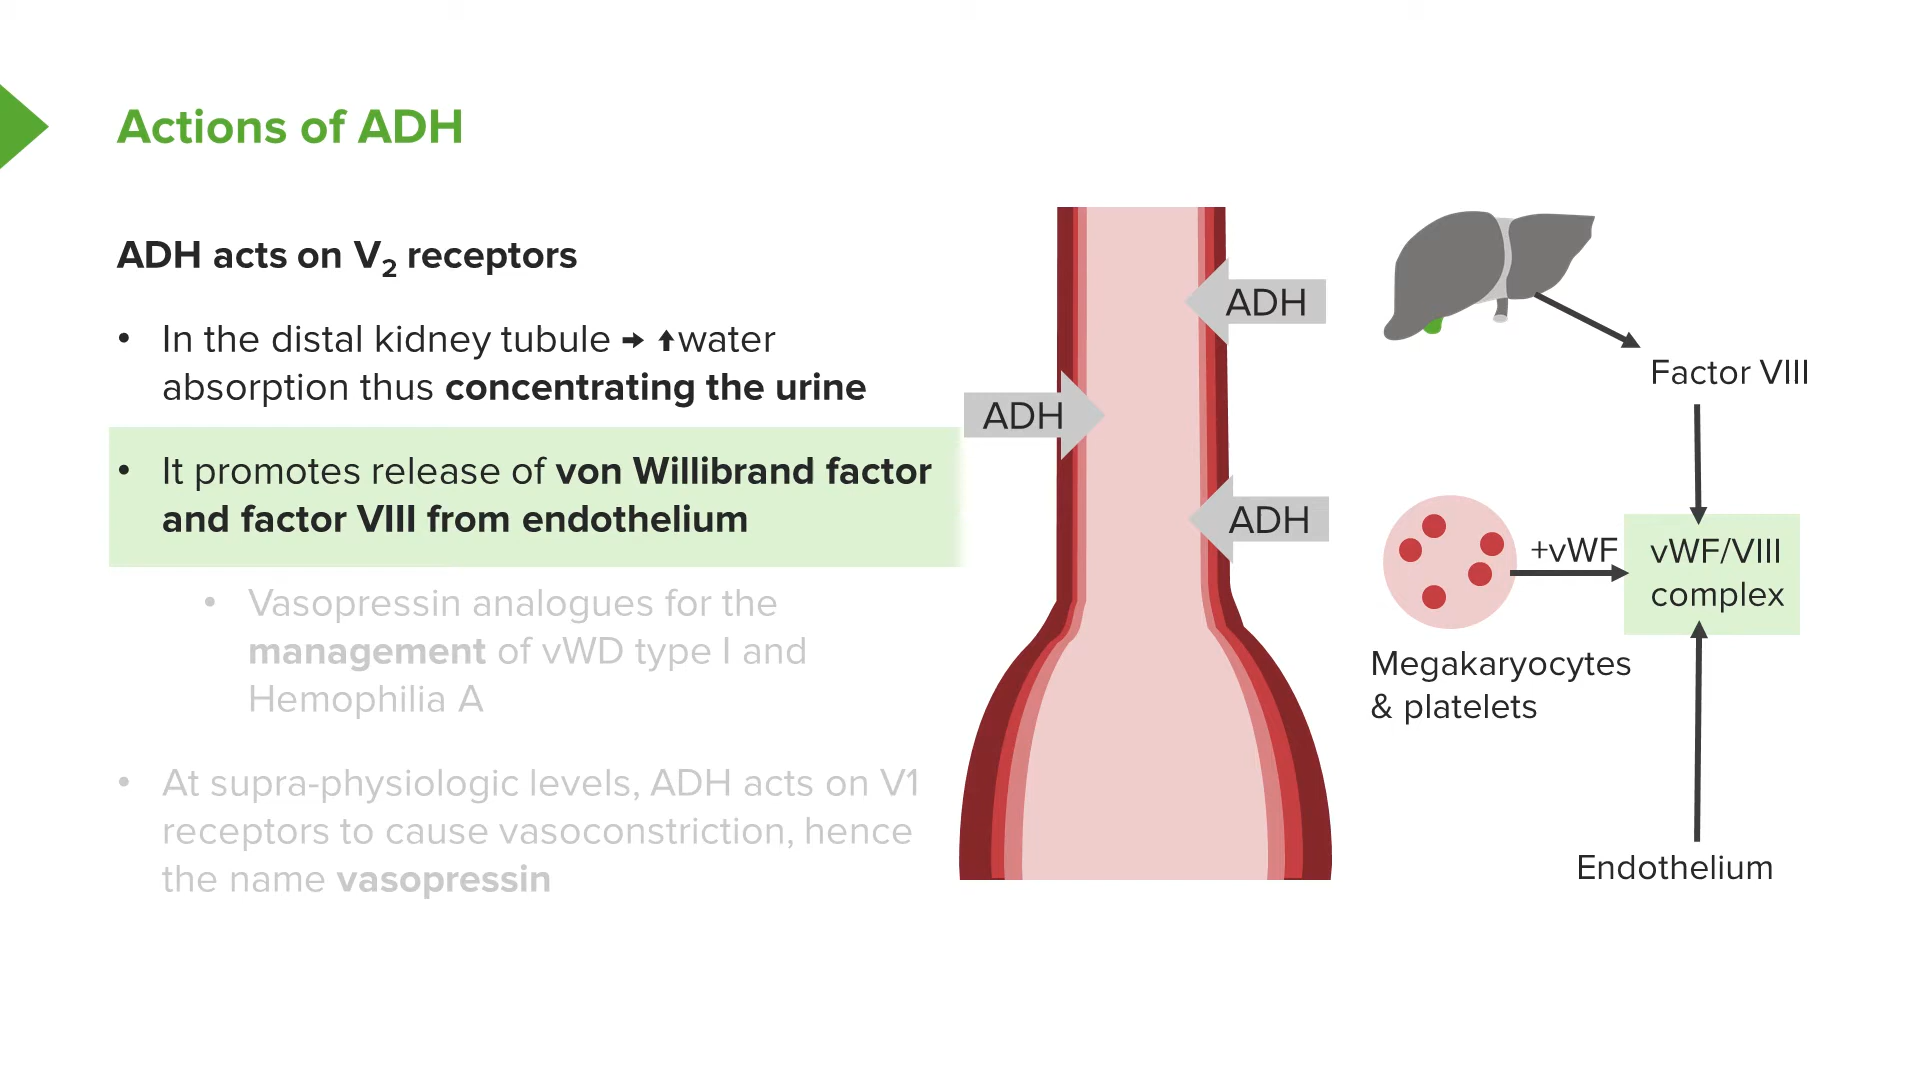 Actions of ADH
ADH acts on V₂ receptors
• In the distal kidney tubule → ↑water
absorption thus concentrating the urine
• It promotes release of von Willibrand factor
and factor VIII from endothelium
• Vasopressin analogues for the
management of vWD type I and
Hemophilia A
• At supra-physiologic levels, ADH acts on V1
receptors to cause vasoconstriction, hence
the name vasopressin
ADH
ADH
ADH
Factor VIII
+vWF
vWF/VIII
complex
Megakaryocytes
& platelets
Endothelium